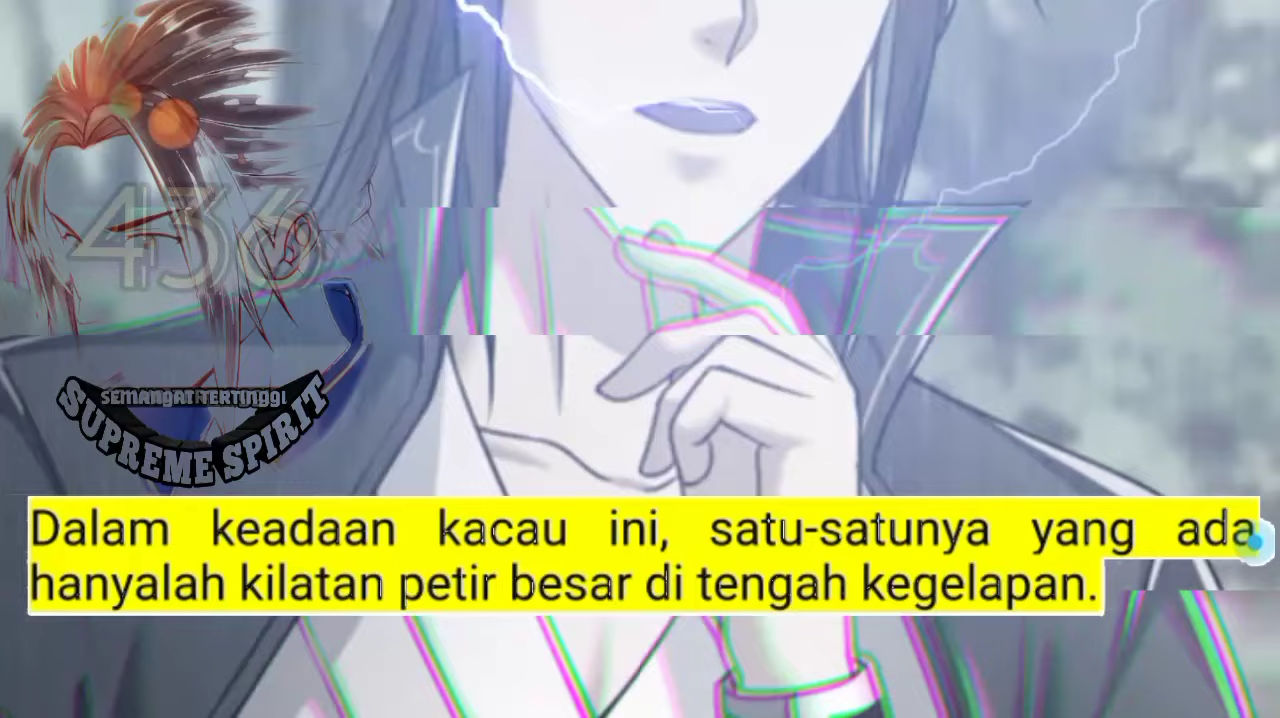 436
SEMANGAT TERTINGGI
SUPREME SPIRIT
Dalam keadaan kacau ini, satu-satunya yang ada
hanyalah kilatan petir besar di tengah kegelapan.